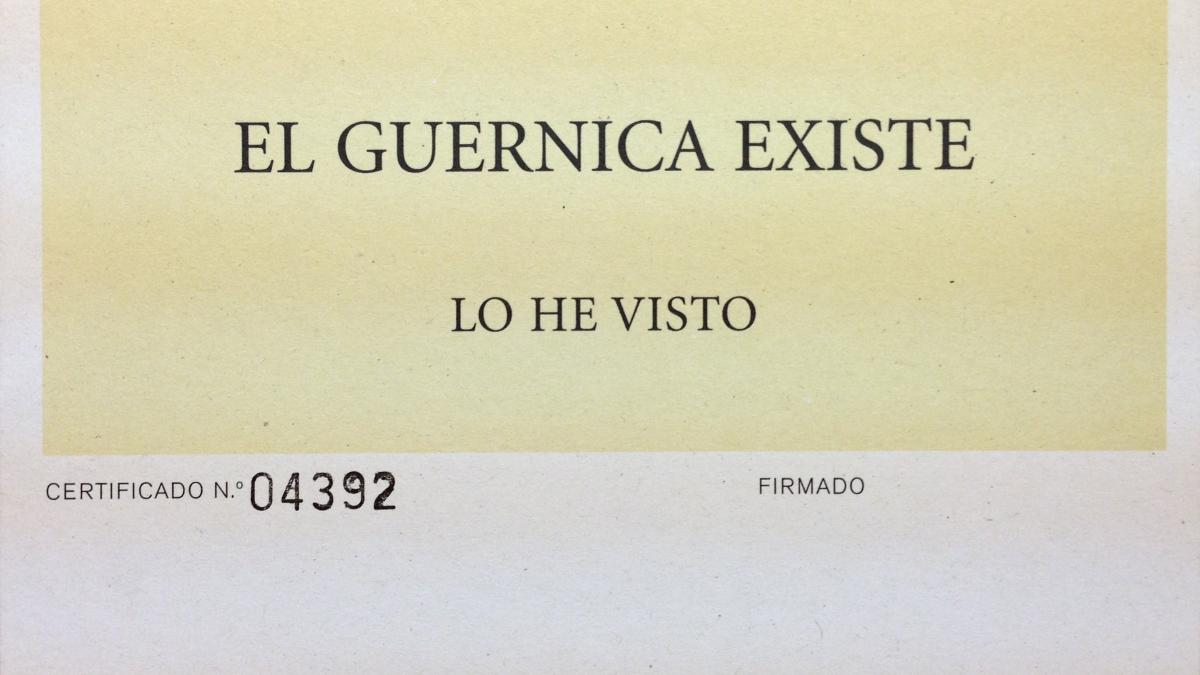 EL GUERNICA EXISTE
LO HE VISTO
CERTIFICADO N.º 04392 FIRMADO